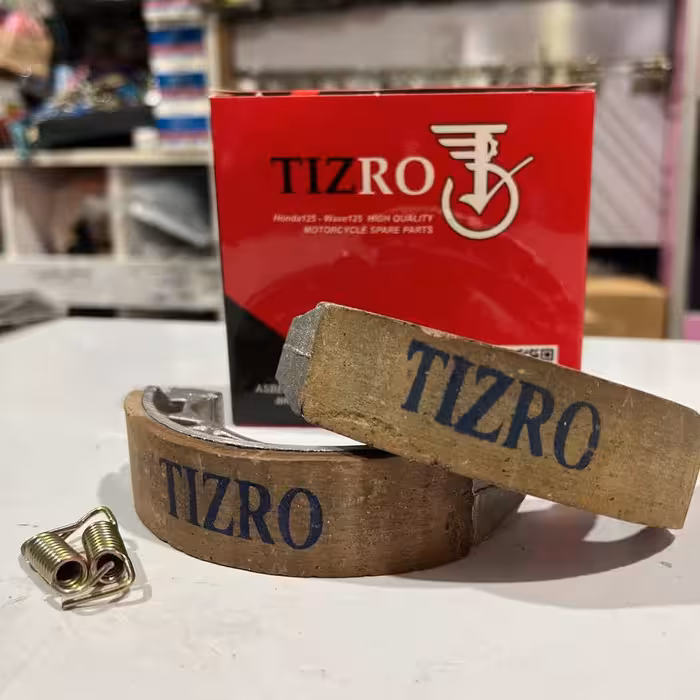 TIZRO
Honda125 - Wave125 HIGH QUALITY
MOTORCYCLE SPARE PARTS
TIZRO
TIZRO